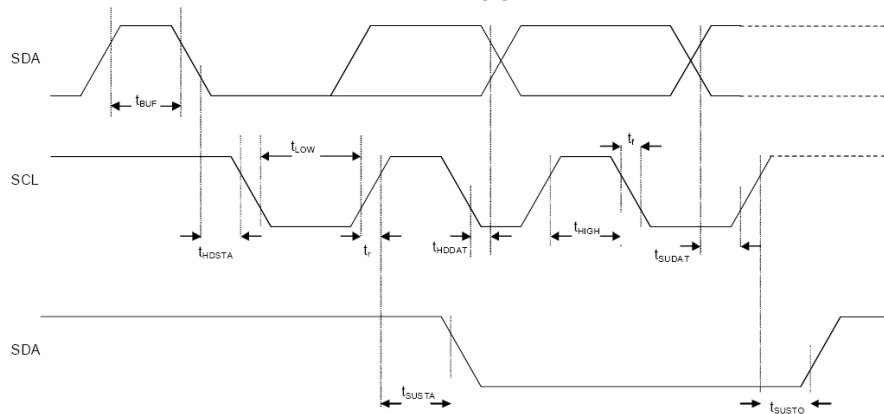 SDA
tBUF
tf
tLOW
SCL
tHIGH
tHDSTA
tr
tHDDAT
tSUDAT
SDA
tSUSTA
tSUSTO